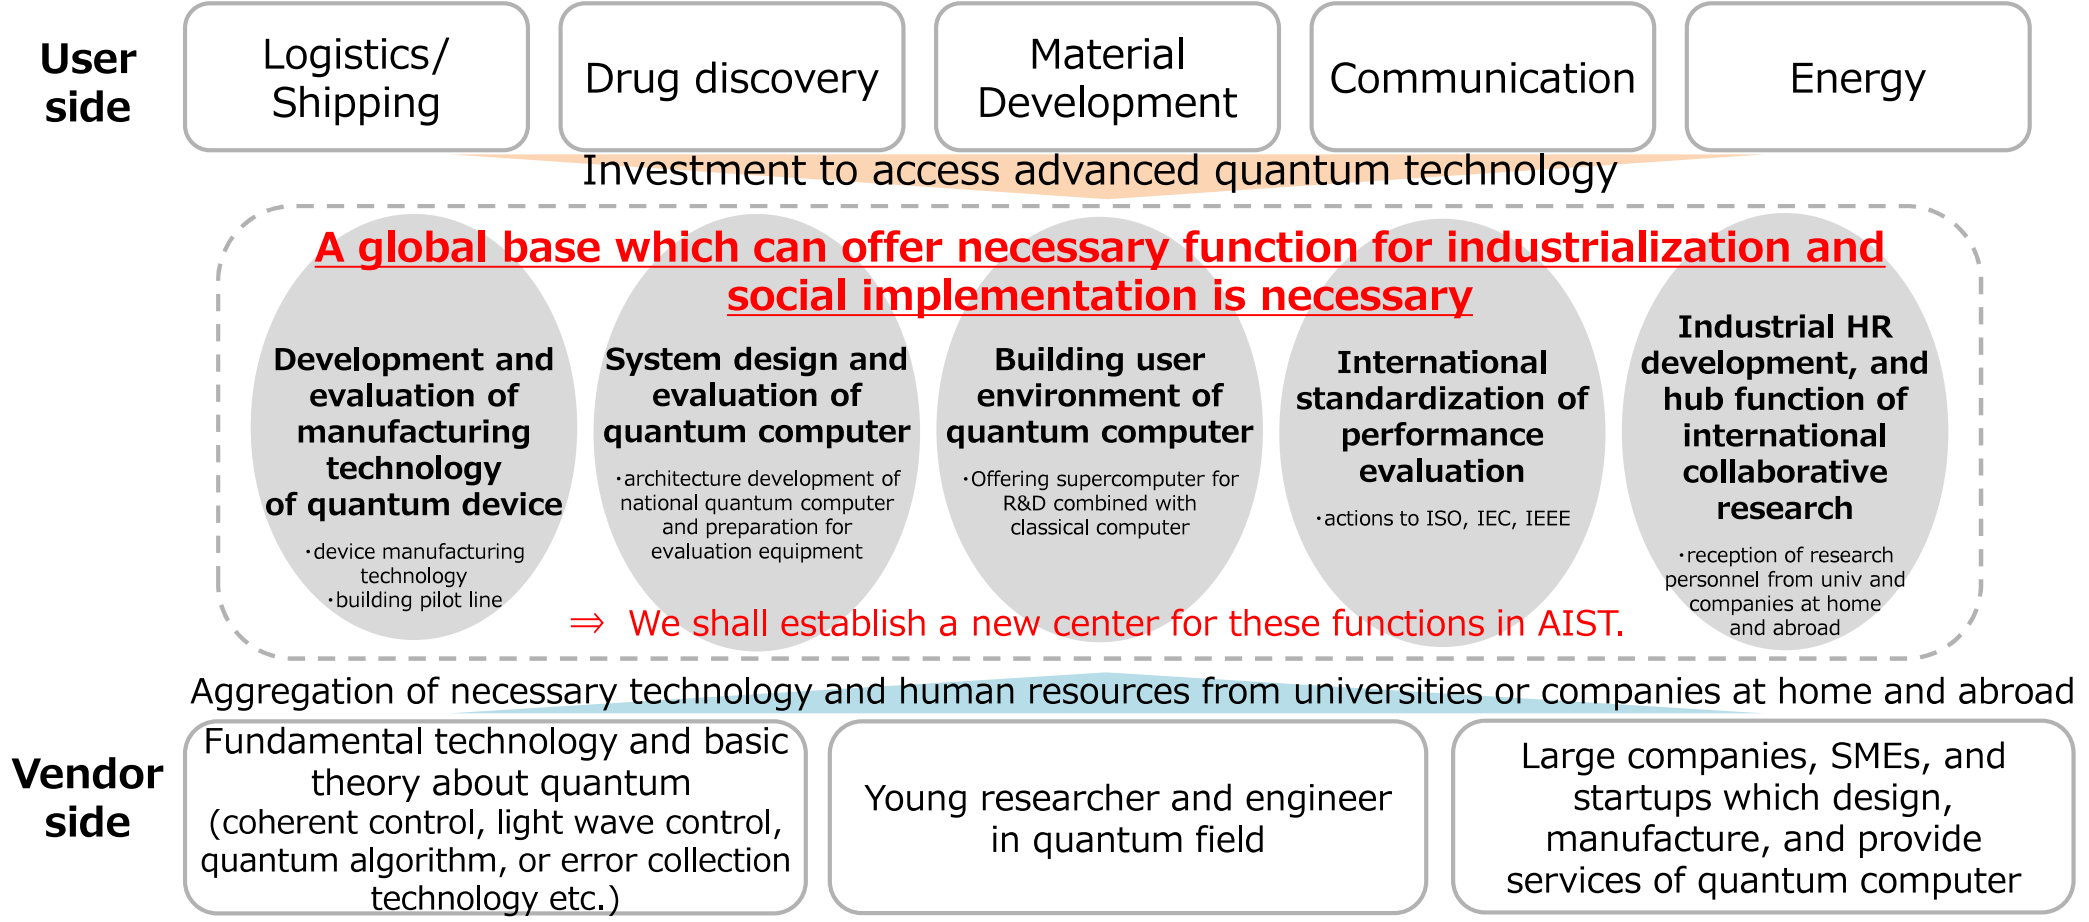 User
side
Logistics/
Shipping
Drug discovery
Material
Development
Communication
Energy
Investment to access advanced quantum technology
A global base which can offer necessary function for industrialization and
social implementation is necessary
Development and
evaluation of
manufacturing
technology
of quantum device
・device manufacturing
technology
・building pilot line
System design and
evaluation of
quantum computer
・architecture development of
national quantum computer
and preparation for
evaluation equipment
Building user
environment of
quantum computer
・Offering supercomputer for
R&D combined with
classical computer
International
standardization of
performance
evaluation
・actions to ISO, IEC, IEEE
Industrial HR
development, and
hub function of
international
collaborative
research
・reception of research
personnel from univ and
companies at home
and abroad
⇒ We shall establish a new center for these functions in AIST.
Aggregation of necessary technology and human resources from universities or companies at home and abroad
Vendor
side
Fundamental technology and basic
theory about quantum
(coherent control, light wave control,
quantum algorithm, or error collection
technology etc.)
Young researcher and engineer
in quantum field
Large companies, SMEs, and
startups which design,
manufacture, and provide
services of quantum computer